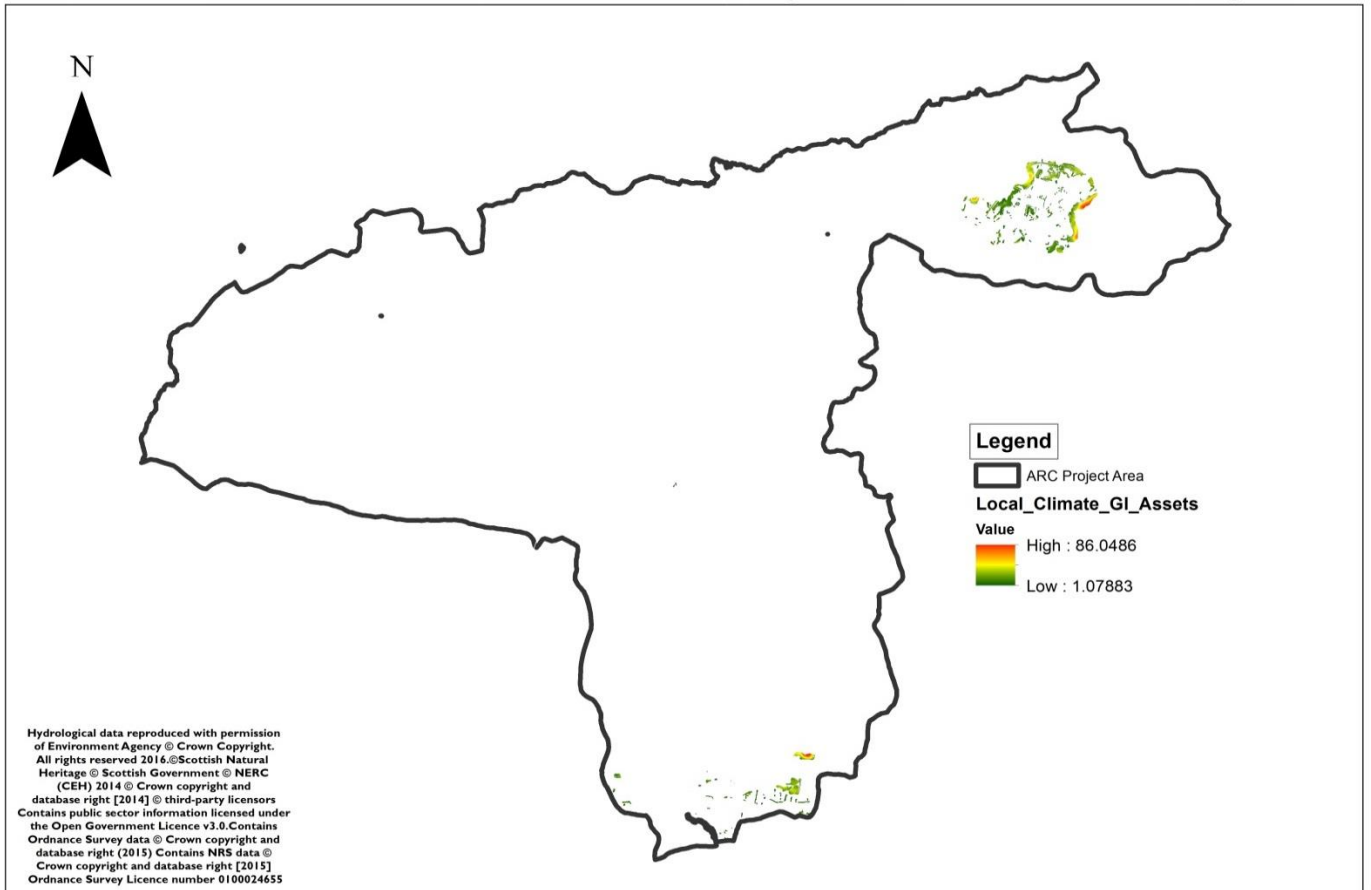 N
Legend
ARC Project Area
Local_Climate_GI_Assets
Value
High : 86.0486
Low : 1.07883
Hydrological data reproduced with permission
of Environment Agency © Crown Copyright.
All rights reserved 2016.©Scottish Natural
Heritage © Scottish Government © NERC
(CEH) 2014 © Crown copyright and
database right [2014] © third-party licensors
Contains public sector information licensed under
the Open Government Licence v3.0.Contains
Ordnance Survey data © Crown copyright and
database right (2015) Contains NRS data ©
Crown copyright and database right [2015]
Ordnance Survey Licence number 0100024655